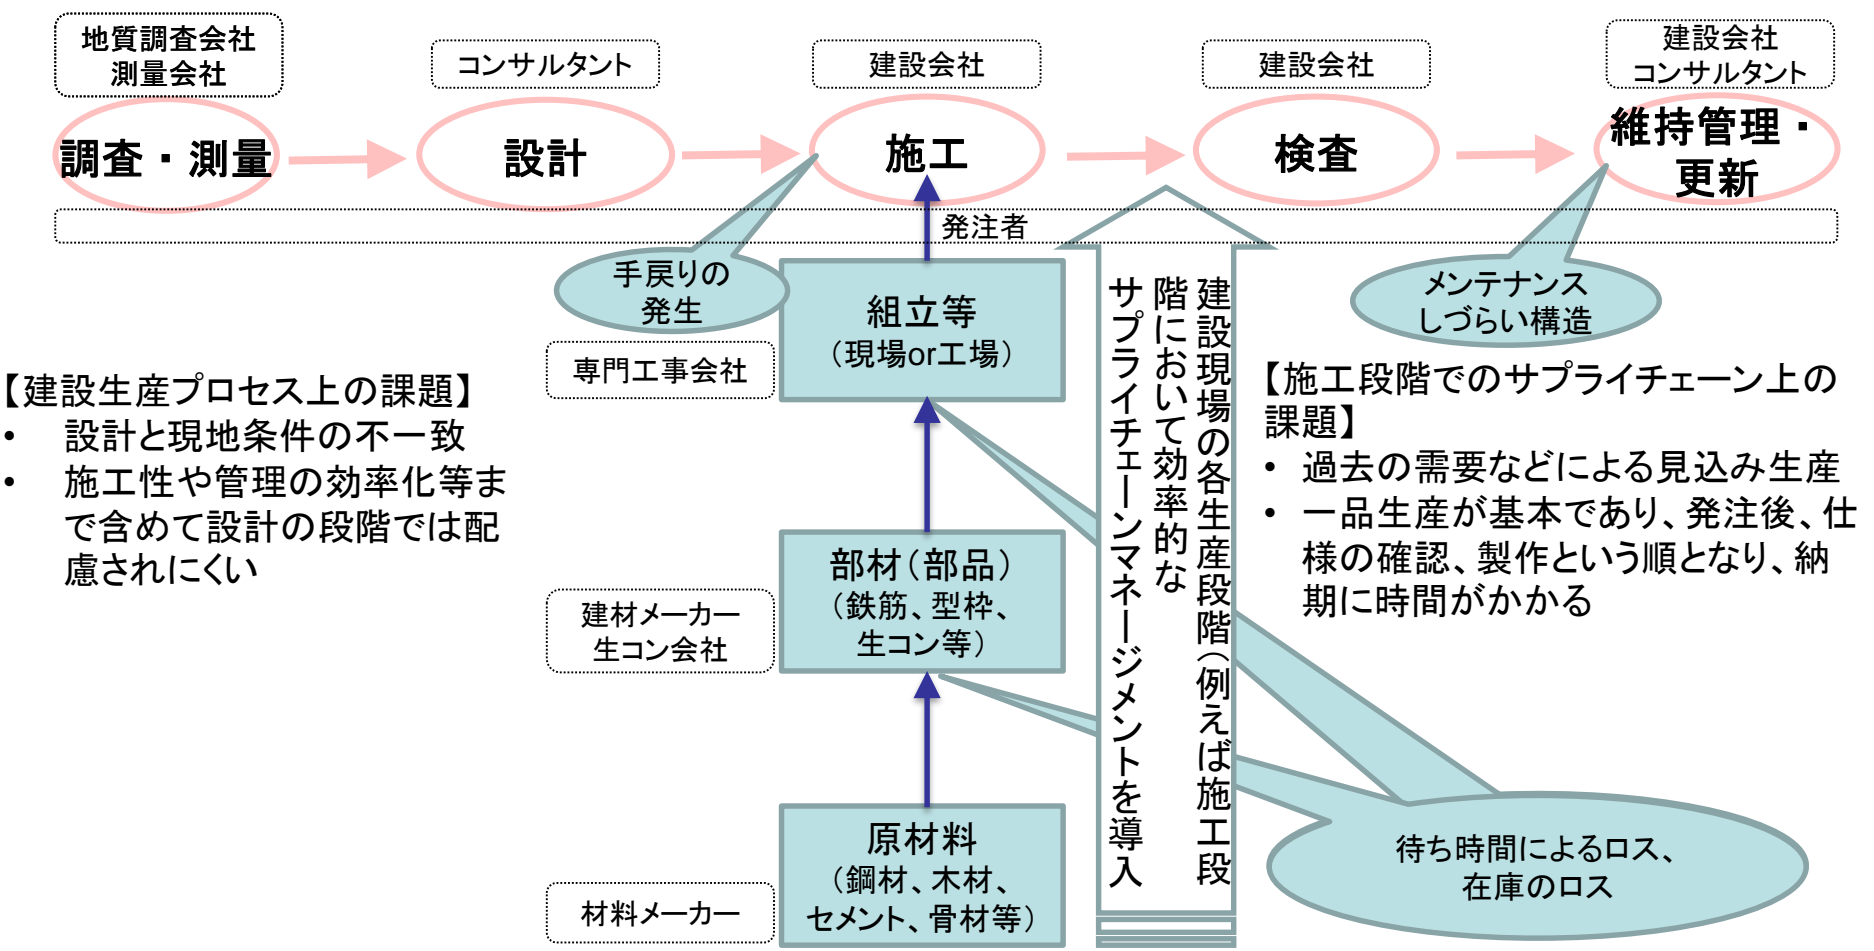 地質調査会社
測量会社
コンサルタント
建設会社
建設会社
建設会社
コンサルタント
調査・測量
設計
施工
検査
維持管理・
更新
発注者
手戻りの
発生
メンテナンス
しづらい構造
組立等
（現場or工場）
専門工事会社
【建設生産プロセス上の課題】
• 設計と現地条件の不一致
• 施工性や管理の効率化等ま
で含めて設計の段階では配
慮されにくい
建設現場の各生産段階（例えば施工段
階において効率的な
サプライチェーンマネージメントを導入
【施工段階でのサプライチェーン上の
課題】
• 過去の需要などによる見込み生産
• 一品生産が基本であり、発注後、仕
様の確認、製作という順となり、納
期に時間がかかる
部材（部品）
（鉄筋、型枠、
生コン等）
建材メーカー
生コン会社
原材料
（鋼材、木材、
セメント、骨材等）
材料メーカー
待ち時間によるロス、
在庫のロス